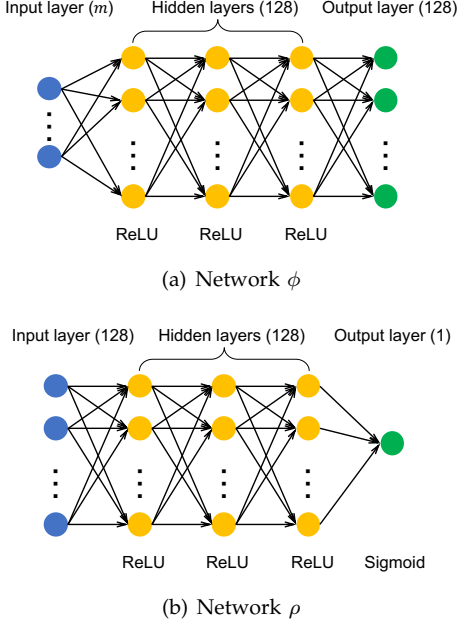 Input layer (m) Hidden layers (128) Output layer (128)
ReLU ReLU ReLU
(a) Network ϕ
Input layer (128) Hidden layers (128) Output layer (1)
ReLU ReLU ReLU Sigmoid
(b) Network ρ